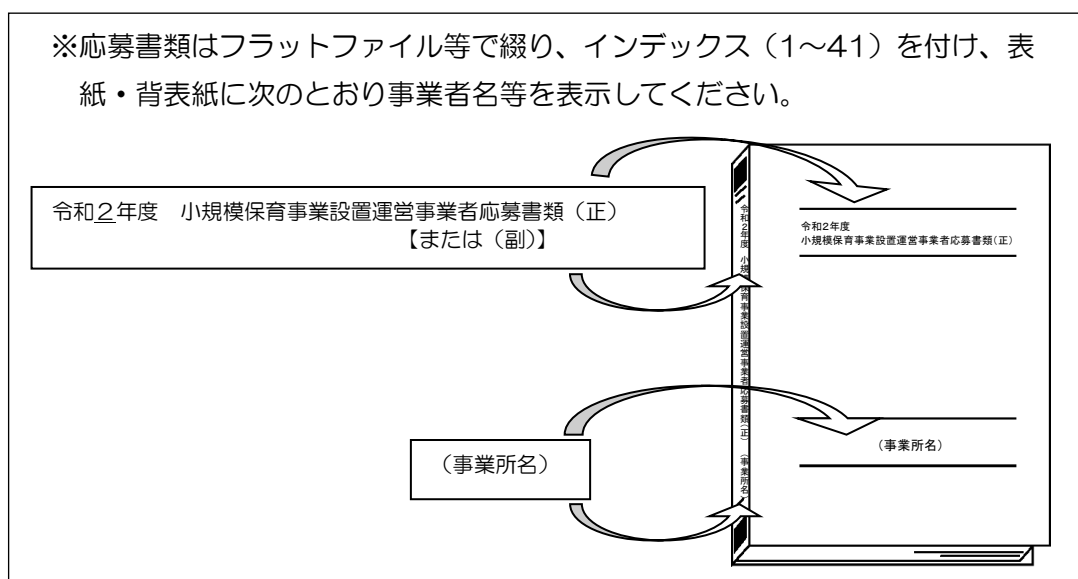 ※応募書類はフラットファイル等で綴り、インデックス（1～41）を付け、表
紙・背表紙に次のとおり事業者名等を表示してください。
令和2年度　小規模保育事業設置運営事業者応募書類（正）
【または（副）】
（事業所名）
令和2年度　小規模保育事業設置運営事業者応募書類(正)　（事業所名）
令和2年度
小規模保育事業設置運営事業者応募書類(正)
（事業所名）